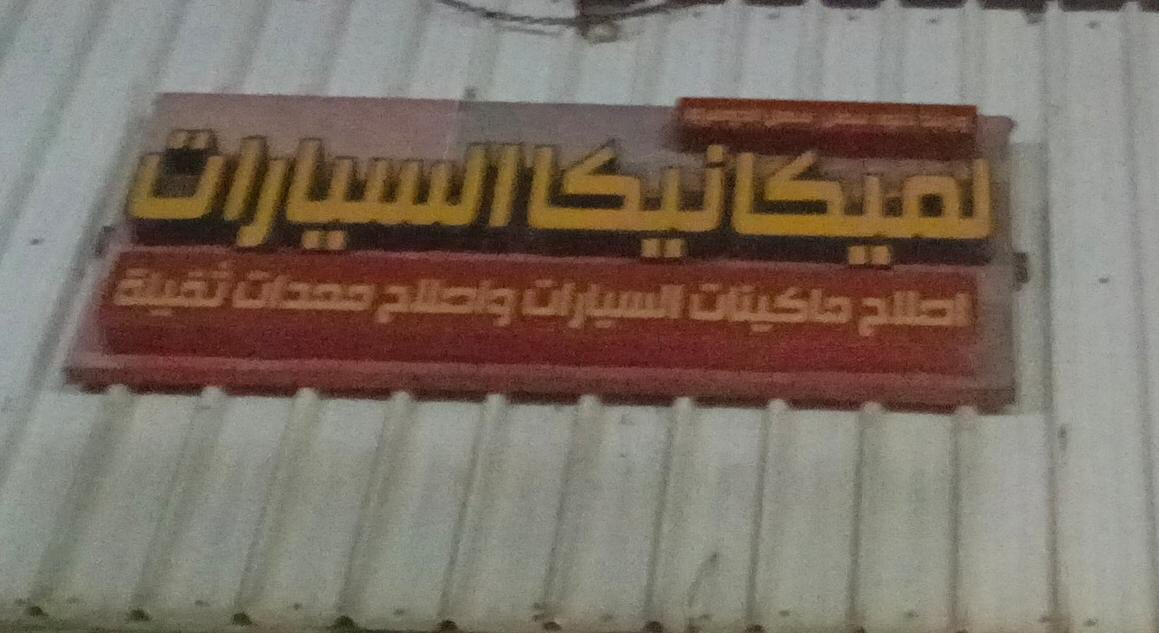 لميكانيكا السيارات
اصلاح ماكينات السيارات واصلاح معدات ثقيلة